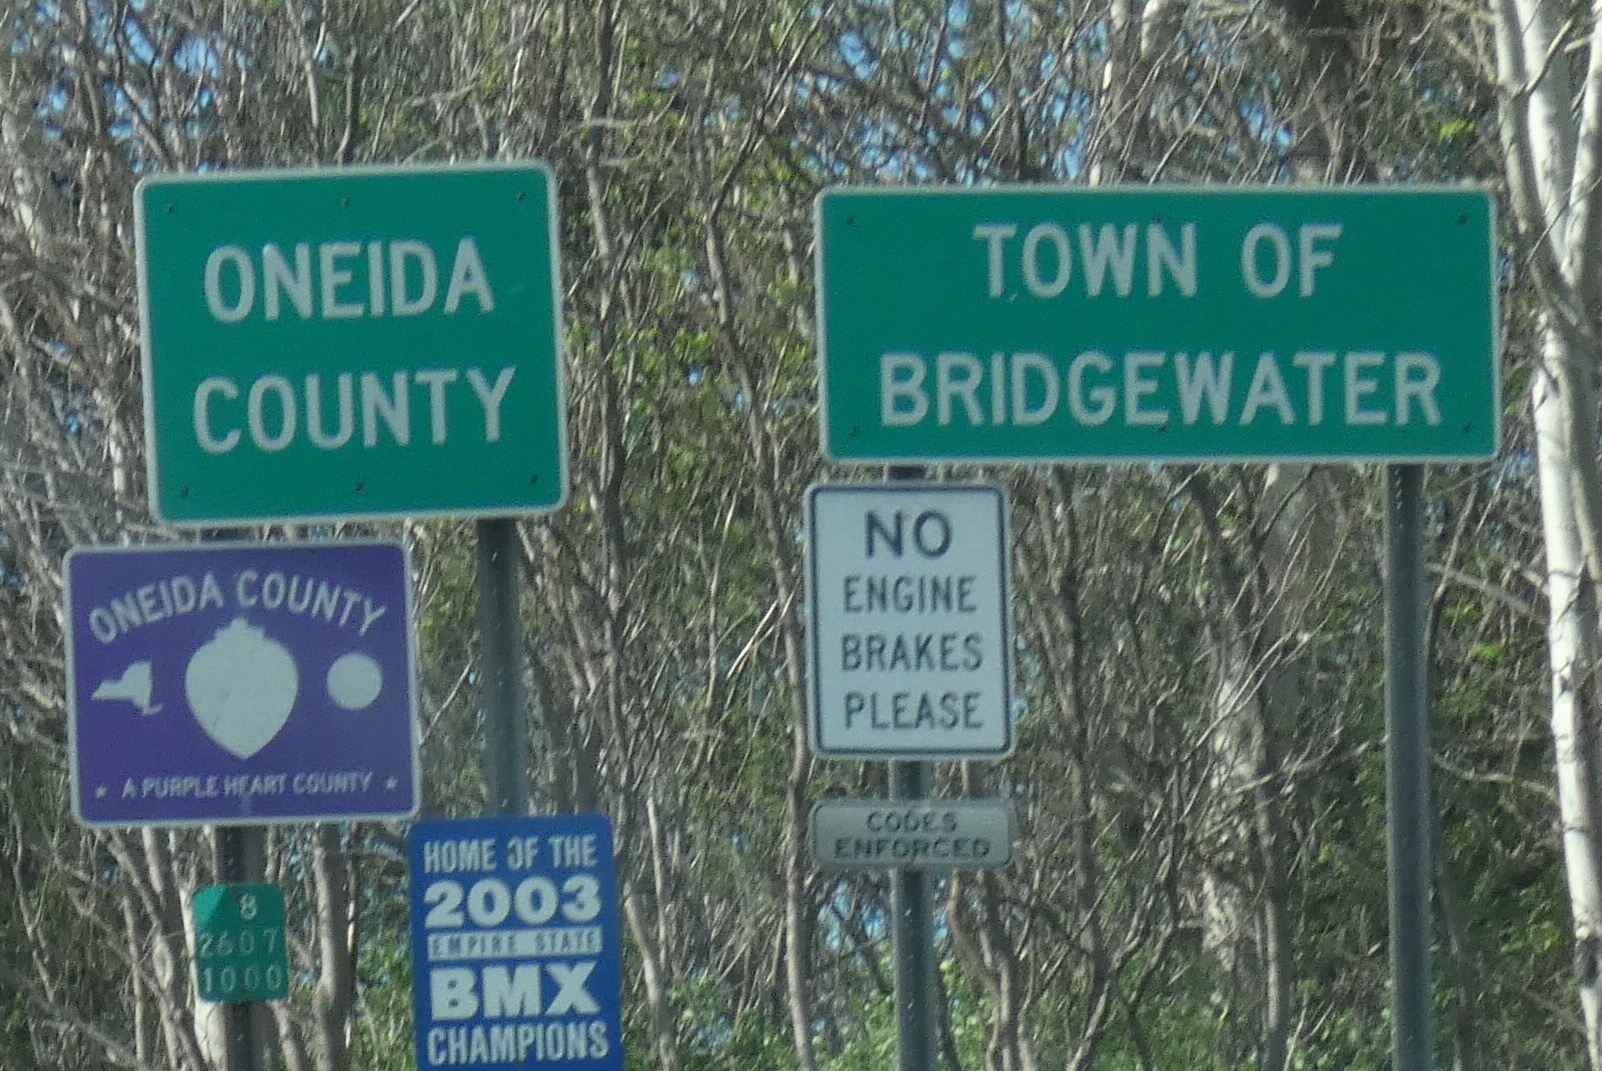 ONEIDA
COUNTY
TOWN OF
BRIDGEWATER
ONEIDA COUNTY
A PURPLE HEART COUNTY
NO
ENGINE
BRAKES
PLEASE
CODES
ENFORCED
8
2607
1000
HOME OF THE
2003
EMPIRE STATE
BMX
CHAMPIONS